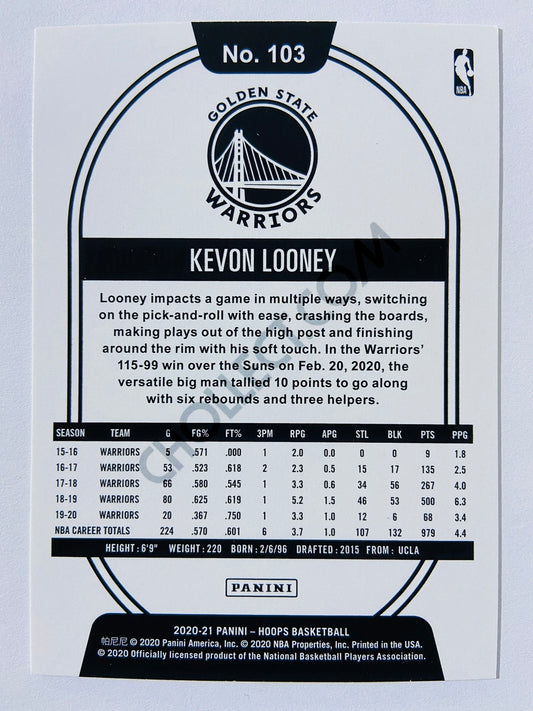 No. 103
NBA
GOLDEN STATE
WARRIORS
KEVON LOONEY
Looney impacts a game in multiple ways, switching
on the pick-and-roll with ease, crashing the boards,
making plays out of the high post and finishing
around the rim with his soft touch. In the Warriors'
115-99 win over the Suns on Feb. 20, 2020, the
versatile big man tallied 10 points to go along
with six rebounds and three helpers.
CHOLLECT.COM
SEASON TEAM G FG% FT% 3PM RPG APG STL BLK PTS PPG
15-16 WARRIORS 5 .571 .000 1 2.0 0.0 0 0 9 1.8
16-17 WARRIORS 53 .523 .618 2 2.3 0.5 15 17 135 2.5
17-18 WARRIORS 66 .580 .545 1 3.3 0.6 34 56 267 4.0
18-19 WARRIORS 80 .625 .619 1 5.2 1.5 46 53 500 6.3
19-20 WARRIORS 20 .367 .750 1 3.3 1.0 12 6 68 3.4
NBA CAREER TOTALS 224 .570 .601 6 3.7 1.0 107 132 979 4.4
HEIGHT: 6'9" WEIGHT: 220 BORN: 2/6/96 DRAFTED: 2015 FROM: UCLA
PANINI
2020-21 PANINI – HOOPS BASKETBALL
帕尼尼 © 2020 Panini America, Inc. © 2020 NBA Properties, Inc. Printed in the USA.
© 2020 Officially licensed product of the National Basketball Players Association.